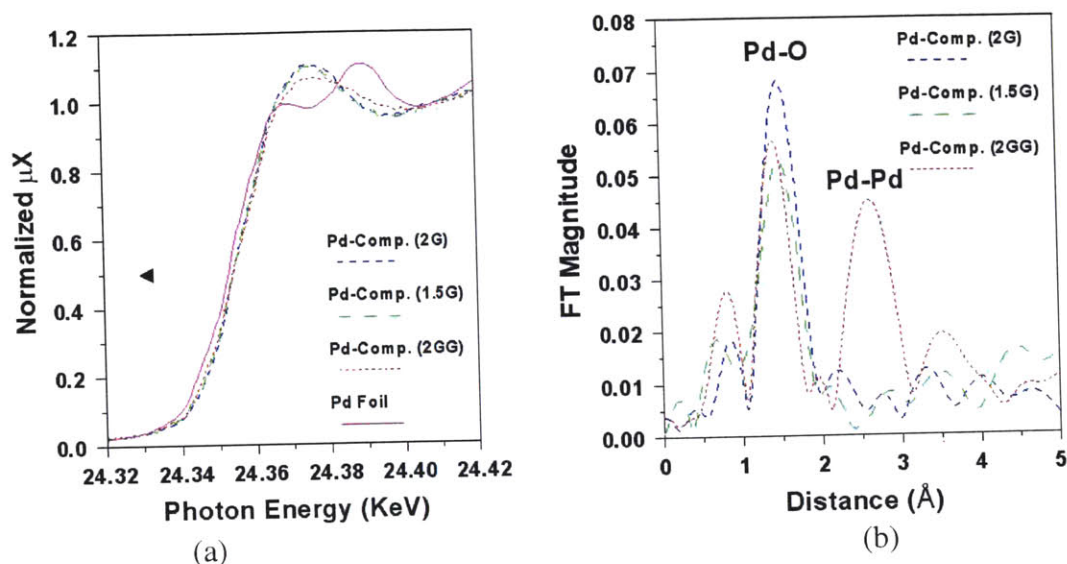 1.2
1.0
0.8
0.6
0.4
0.2
0.0
Normalized μX
Pd-Comp. (2G)
Pd-Comp. (1.5G)
Pd-Comp. (2GG)
Pd Foil
24.32 24.34 24.36 24.38 24.40 24.42
Photon Energy (KeV)
(a)
0.08
0.07
0.06
0.05
0.04
0.03
0.02
0.01
0.00
FT Magnitude
Pd-O
Pd-Pd
Pd-Comp. (2G)
Pd-Comp. (1.5G)
Pd-Comp. (2GG)
0 1 2 3 4 5
Distance (Å)
(b)